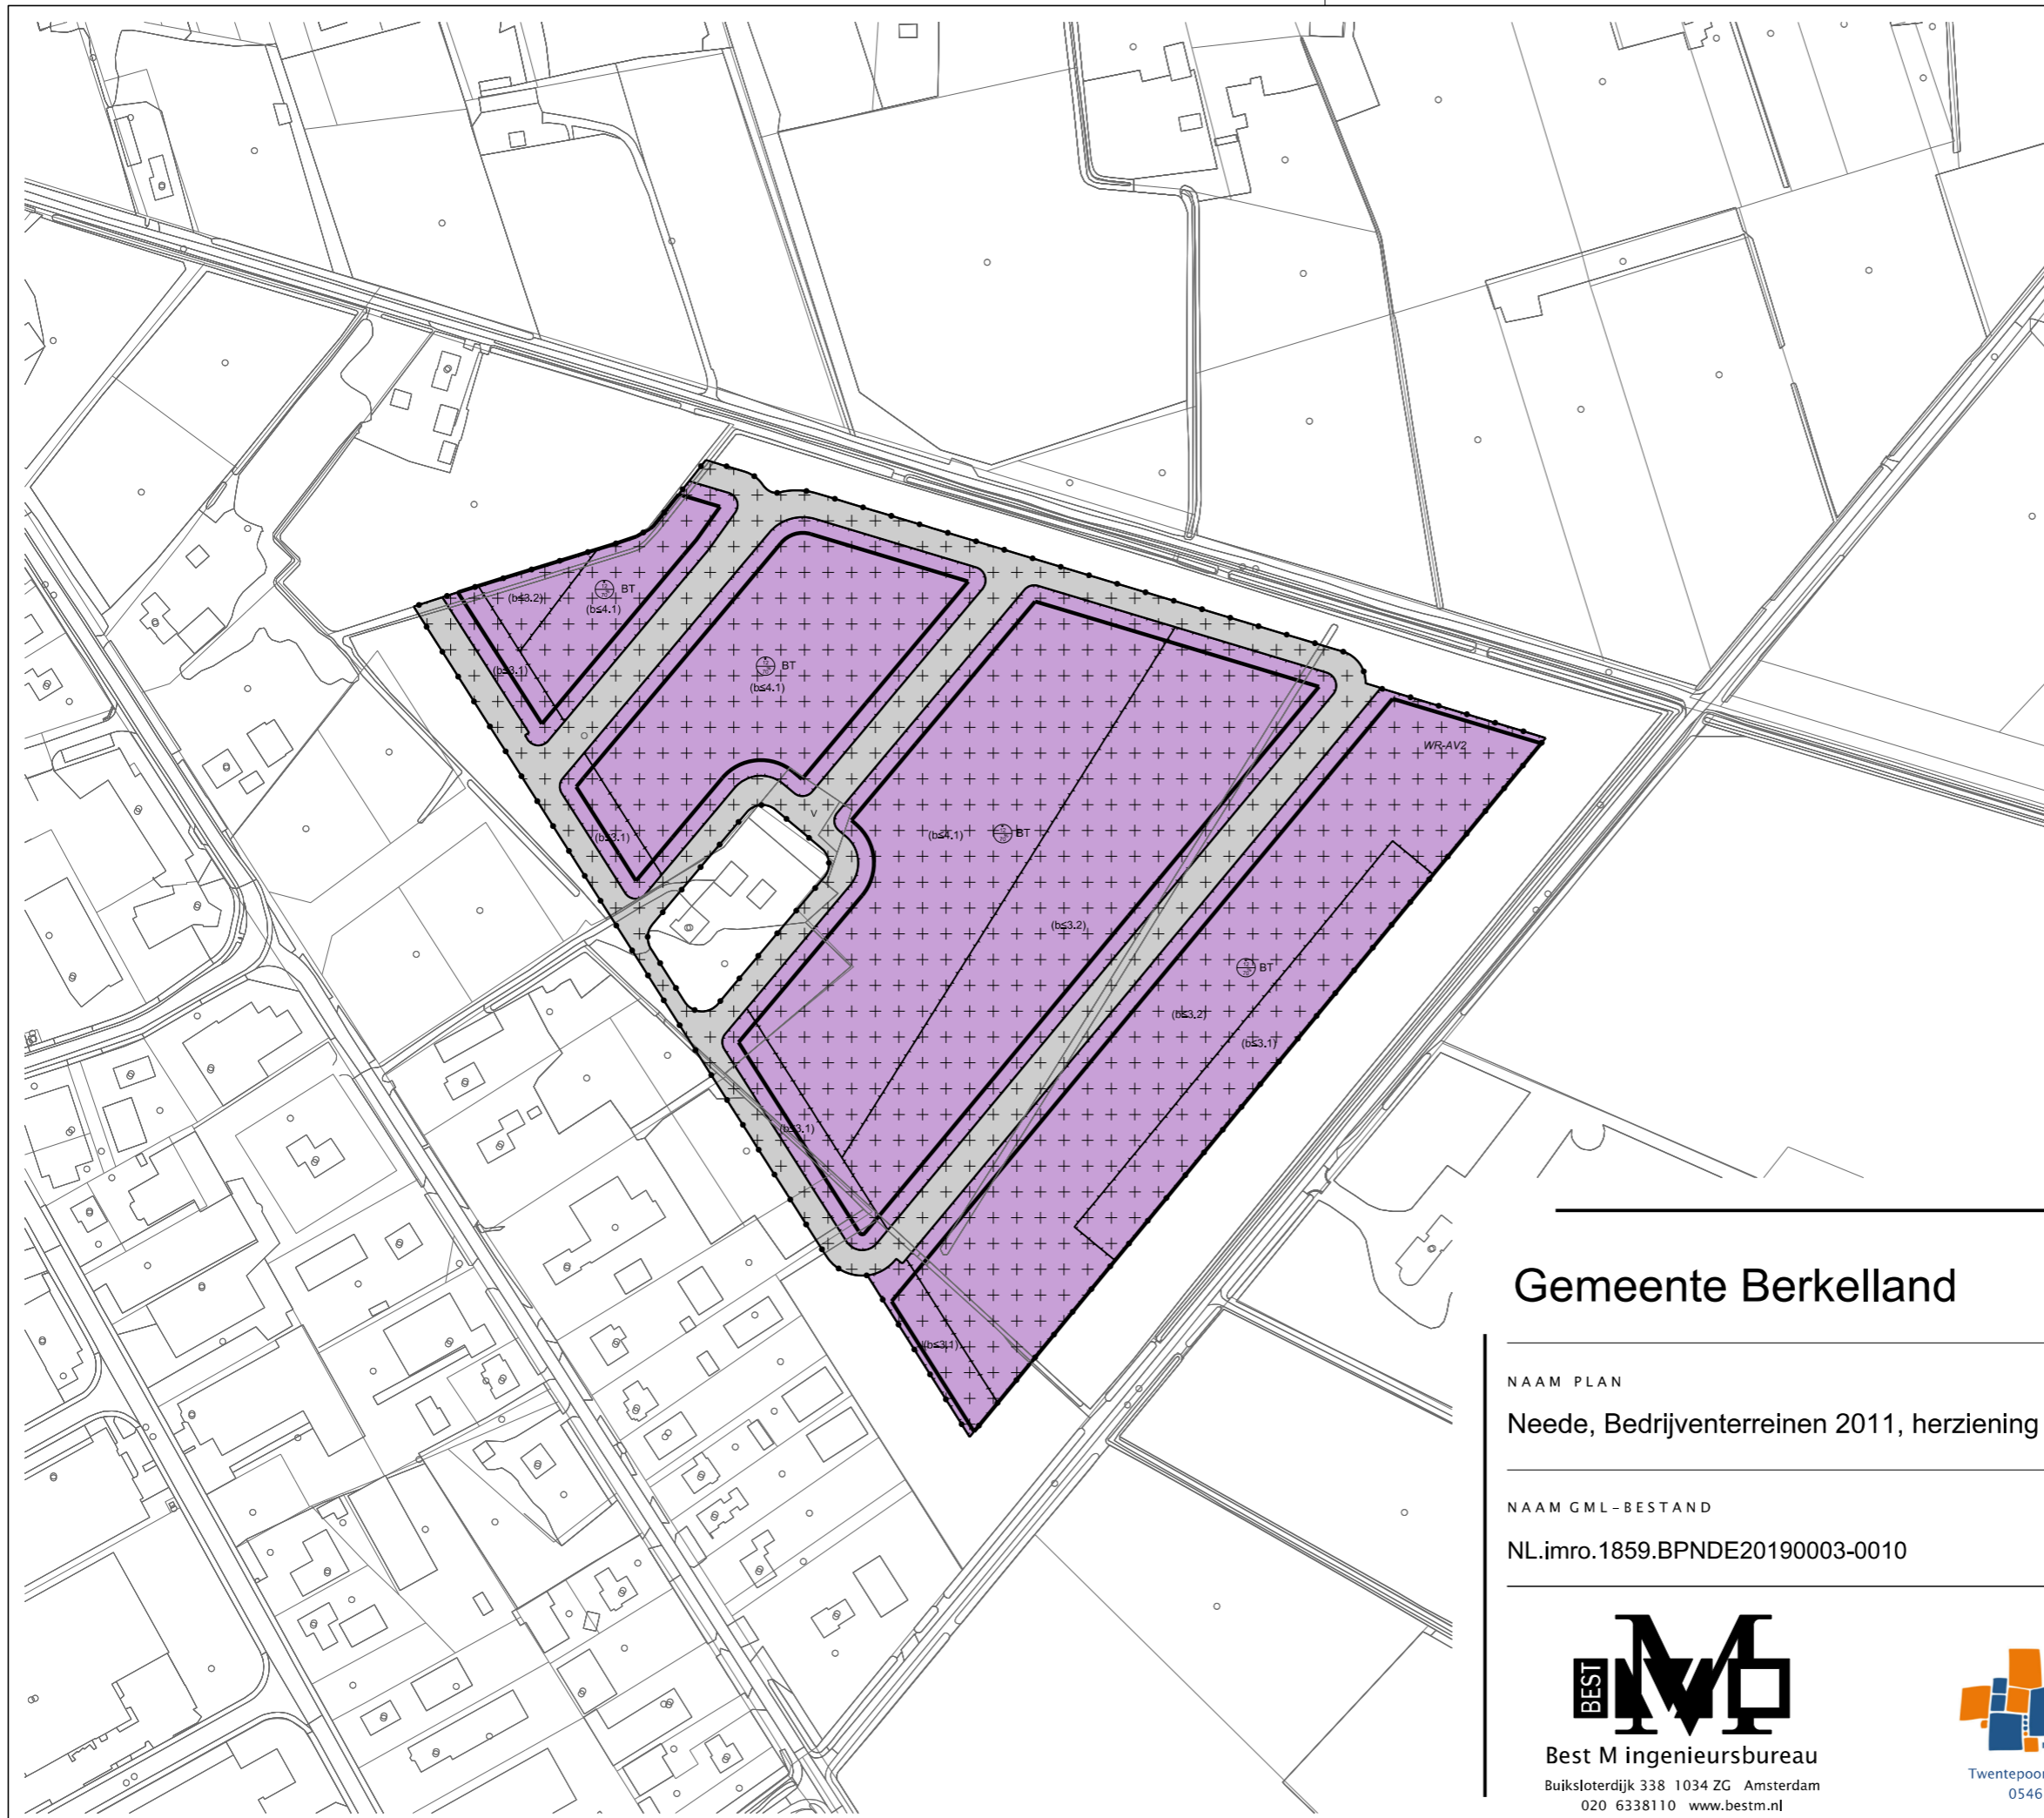 BT
(b≤3.2)
(b≤4.1)
(b≤3.1)
BT
(b≤4.1)
WR-AV2
V
(b≤3.1)
(b≤4.1)
BT
(b≤3.2)
BT
(b≤3.2)
(b≤3.1)
(b≤3.1)
(b≤3.1)
Gemeente Berkelland
NAAM PLAN
Neede, Bedrijventerreinen 2011, herziening
NAAM GML-BESTAND
NL.imro.1859.BPNDE20190003-0010
BEST
M
Best M ingenieursbureau
Buiksloterdijk 338 1034 ZG Amsterdam
020 6338110 www.bestm.nl
Twentepoor
0546